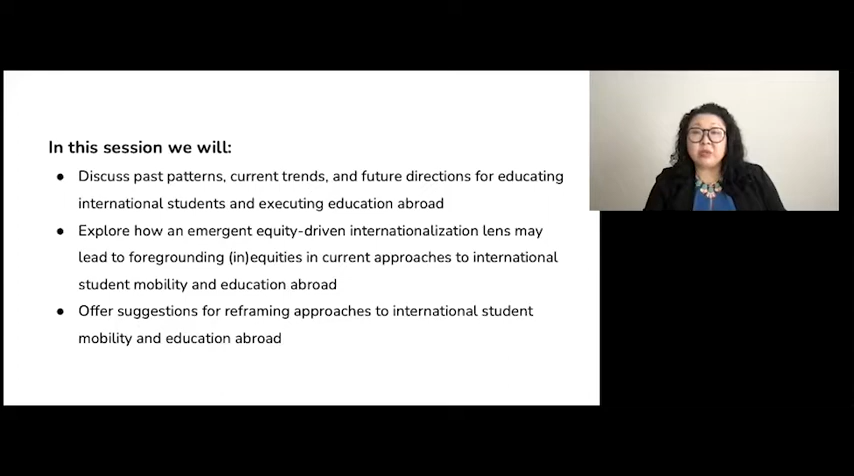 In this session we will:
● Discuss past patterns, current trends, and future directions for educating
international students and executing education abroad
● Explore how an emergent equity-driven internationalization lens may
lead to foregrounding (in)equities in current approaches to international
student mobility and education abroad
● Offer suggestions for reframing approaches to international student
mobility and education abroad